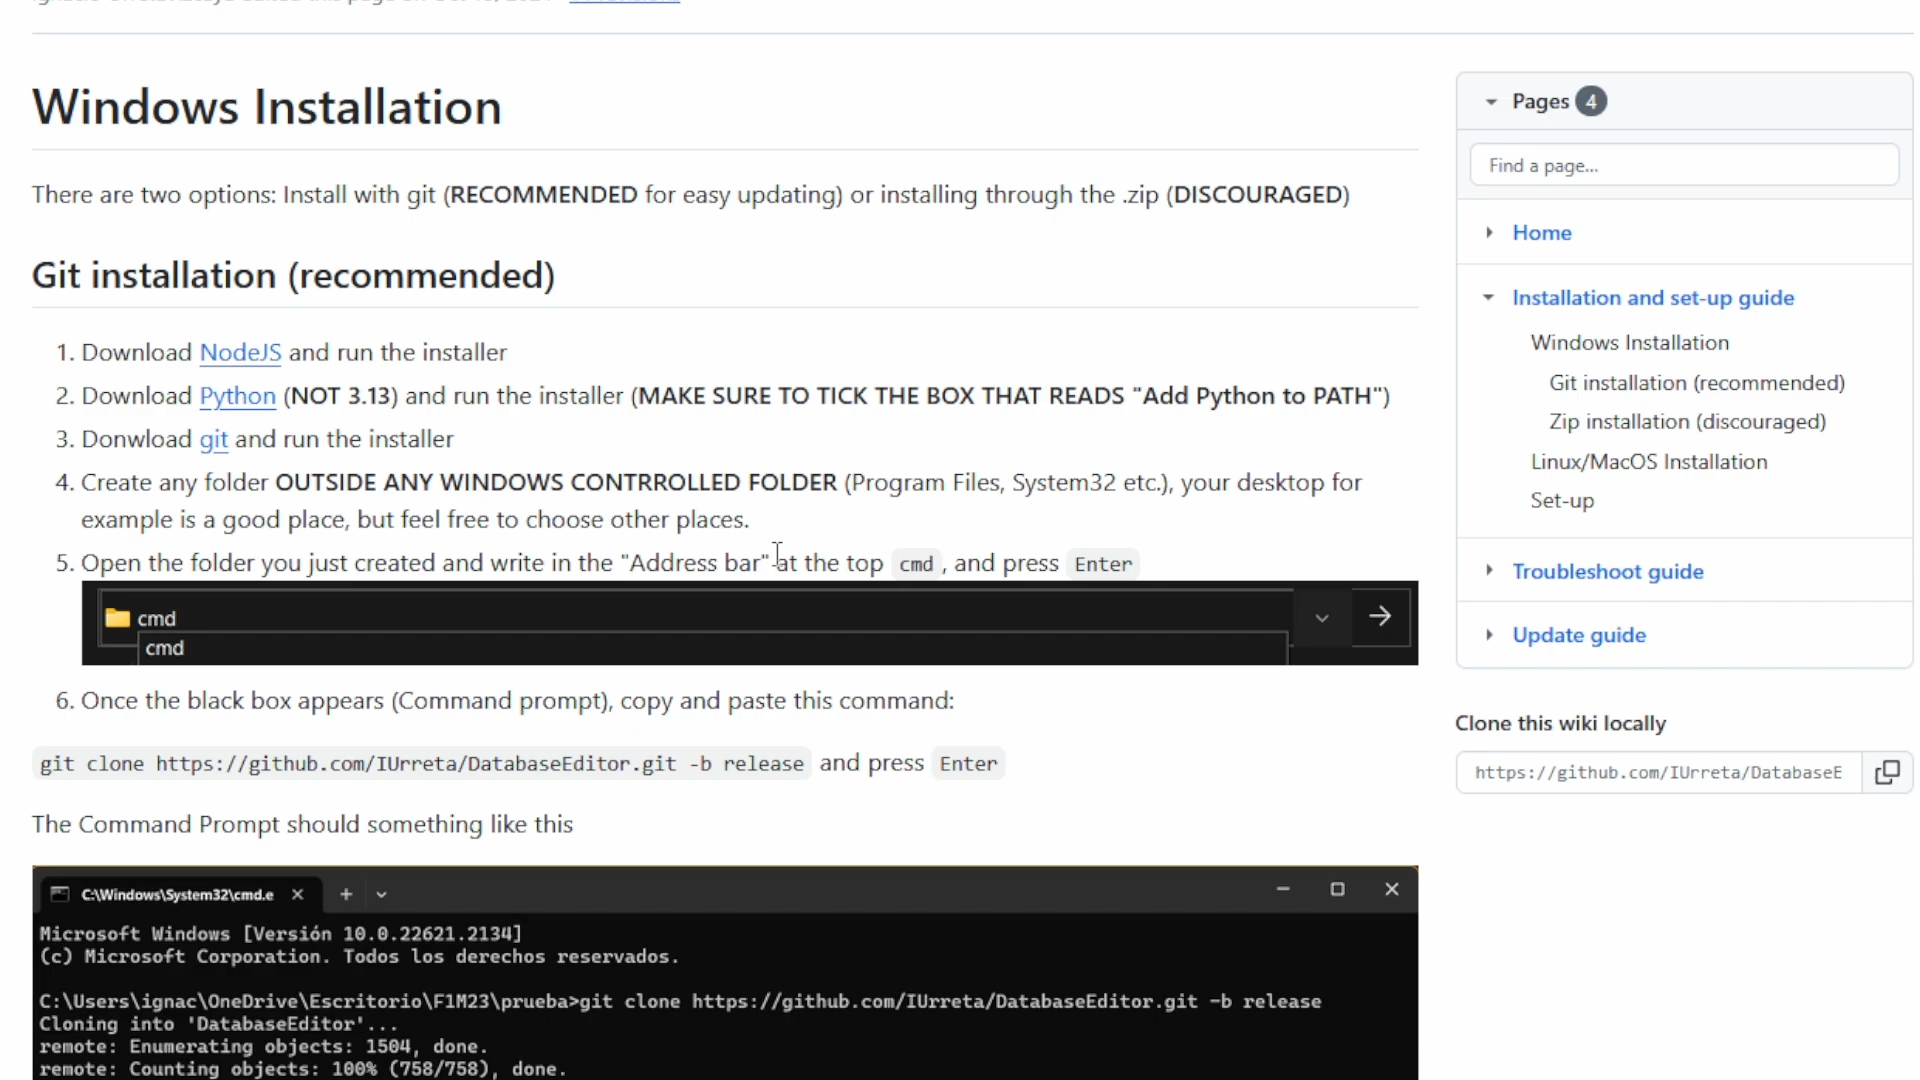 Windows Installation
There are two options: Install with git (RECOMMENDED for easy updating) or installing through the .zip (DISCOURAGED)
Git installation (recommended)
1. Download NodeJS and run the installer
2. Download Python (NOT 3.13) and run the installer (MAKE SURE TO TICK THE BOX THAT READS "Add Python to PATH")
3. Donwload git and run the installer
4. Create any folder OUTSIDE ANY WINDOWS CONTRROLLED FOLDER (Program Files, System32 etc.), your desktop for
example is a good place, but feel free to choose other places.
5. Open the folder you just created and write in the "Address bar" at the top cmd , and press Enter
cmd
cmd
6. Once the black box appears (Command prompt), copy and paste this command:
git clone https://github.com/IUrreta/DatabaseEditor.git -b release and press Enter
The Command Prompt should something like this
C:\Windows\System32\cmd.e
Microsoft Windows [Versión 10.0.22621.2134]
(c) Microsoft Corporation. Todos los derechos reservados.
C:\Users\ignac\OneDrive\Escritorio\F1M23\prueba>git clone https://github.com/IUrreta/DatabaseEditor.git -b release
Cloning into 'DatabaseEditor'...
remote: Enumerating objects: 1504, done.
remote: Counting objects: 100% (758/758), done.
Pages 4
Find a page...
Home
Installation and set-up guide
Windows Installation
Git installation (recommended)
Zip installation (discouraged)
Linux/MacOS Installation
Set-up
Troubleshoot guide
Update guide
Clone this wiki locally
https://github.com/IUrreta/DatabaseE